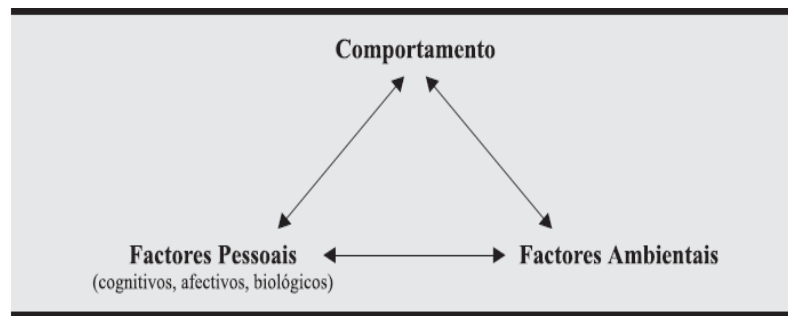 Comportamento
Factores Pessoais
(cognitivos, afectivos, biológicos)
Factores Ambientais